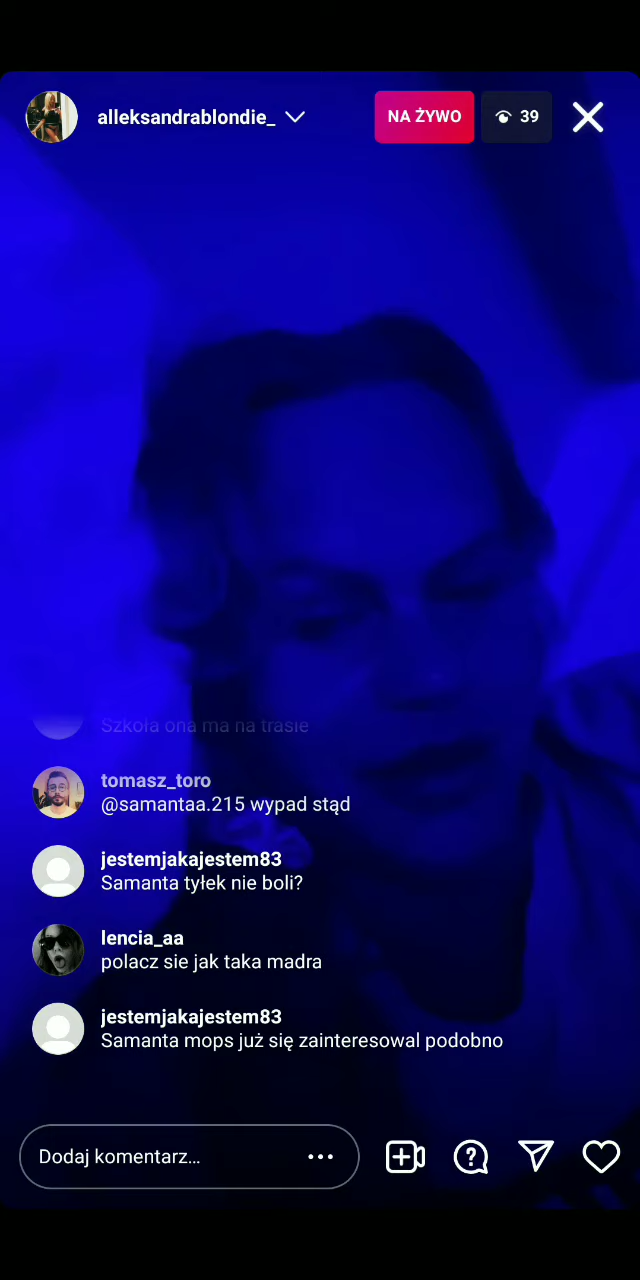 alleksandrablondie_
NA ŻYWO
39
Szkoła ona ma na trasie
tomasz_toro
@samantaa.215 wypad stąd
jestemjakajestem83
Samanta tyłek nie boli?
lencia_aa
polacz sie jak taka madra
jestemjakajestem83
Samanta mops już się zainteresowal podobno
Dodaj komentarz...